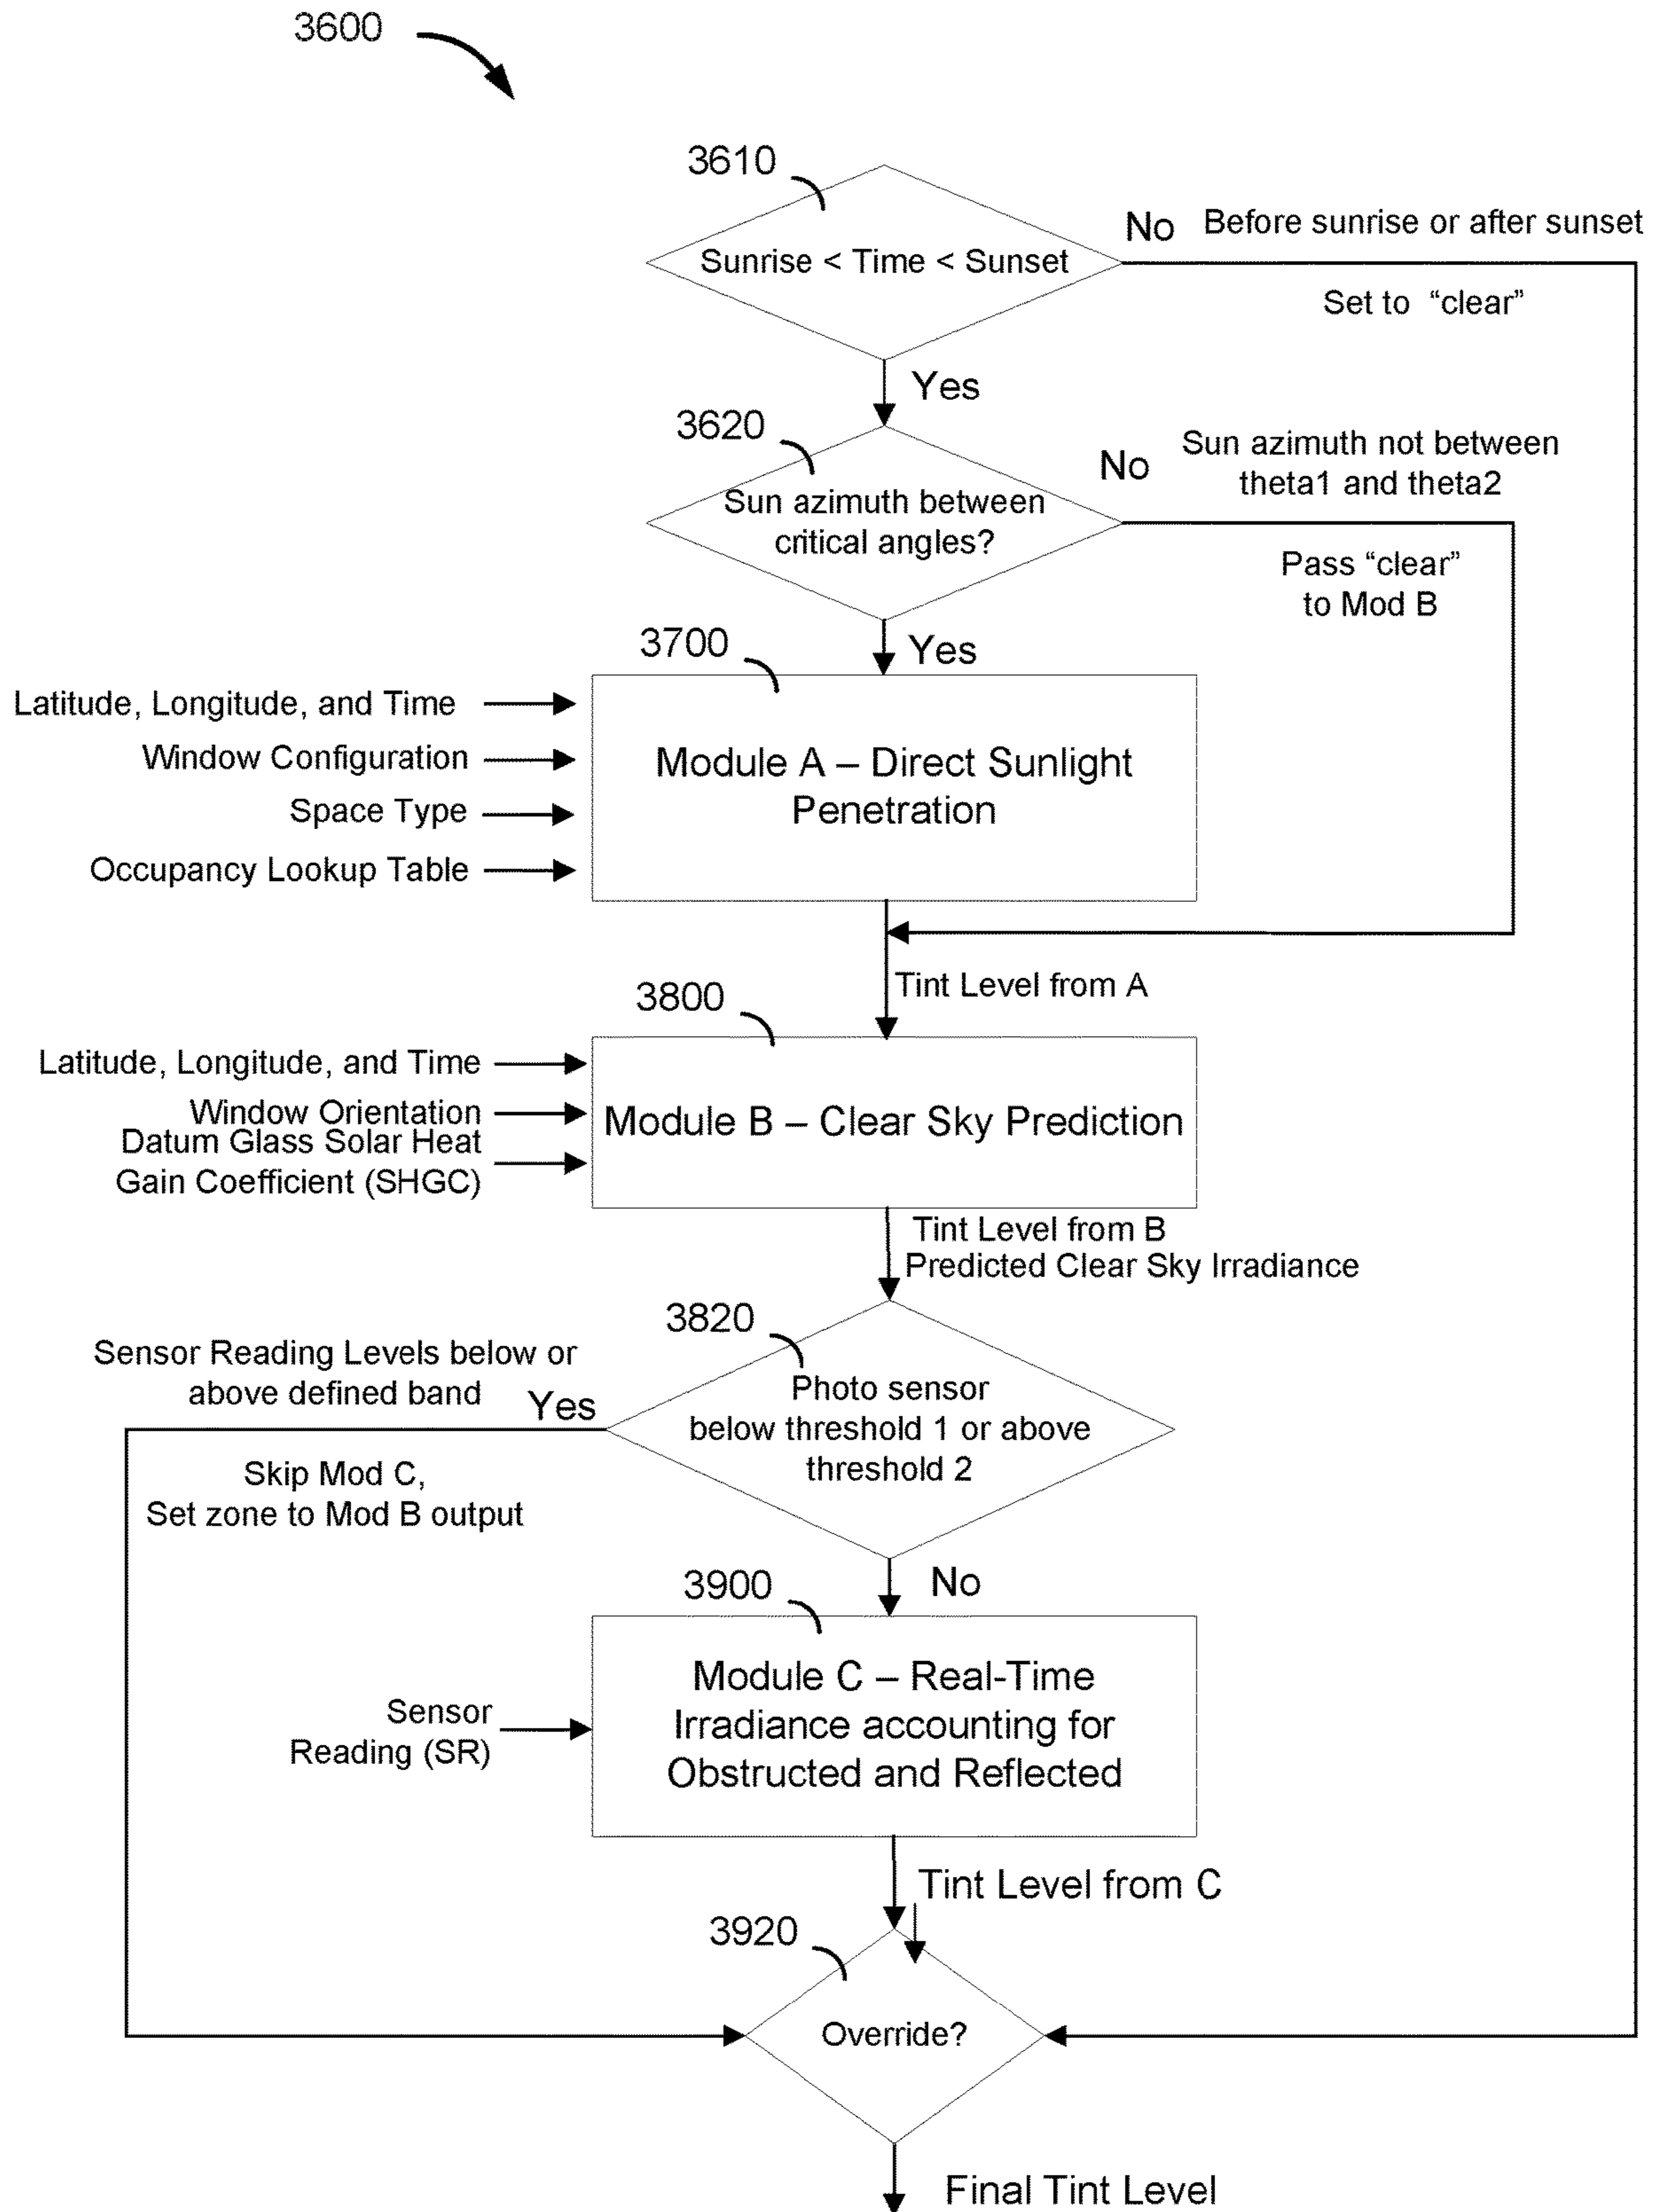 3600
3610
Sunrise < Time < Sunset
No
Before sunrise or after sunset
Set to “clear”
Yes
3620
Sun azimuth between
critical angles?
No
Sun azimuth not between
theta1 and theta2
Pass “clear”
to Mod B
Yes
3700
Latitude, Longitude, and Time
Window Configuration
Space Type
Occupancy Lookup Table
Module A – Direct Sunlight
Penetration
Tint Level from A
3800
Latitude, Longitude, and Time
Window Orientation
Datum Glass Solar Heat
Gain Coefficient (SHGC)
Module B – Clear Sky Prediction
Tint Level from B
Predicted Clear Sky Irradiance
3820
Photo sensor
below threshold 1 or above
threshold 2
Sensor Reading Levels below or
above defined band
Yes
Skip Mod C,
Set zone to Mod B output
No
3900
Sensor
Reading (SR)
Module C – Real-Time
Irradiance accounting for
Obstructed and Reflected
Tint Level from C
3920
Override?
Final Tint Level